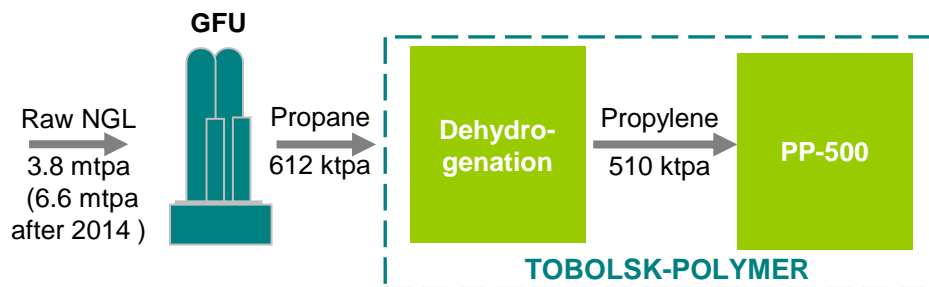 GFU
Raw NGL
3.8 mtpa
(6.6 mtpa
after 2014 )
Propane
612 ktpa
Dehydro-
genation
Propylene
510 ktpa
PP-500
TOBOLSK-POLYMER